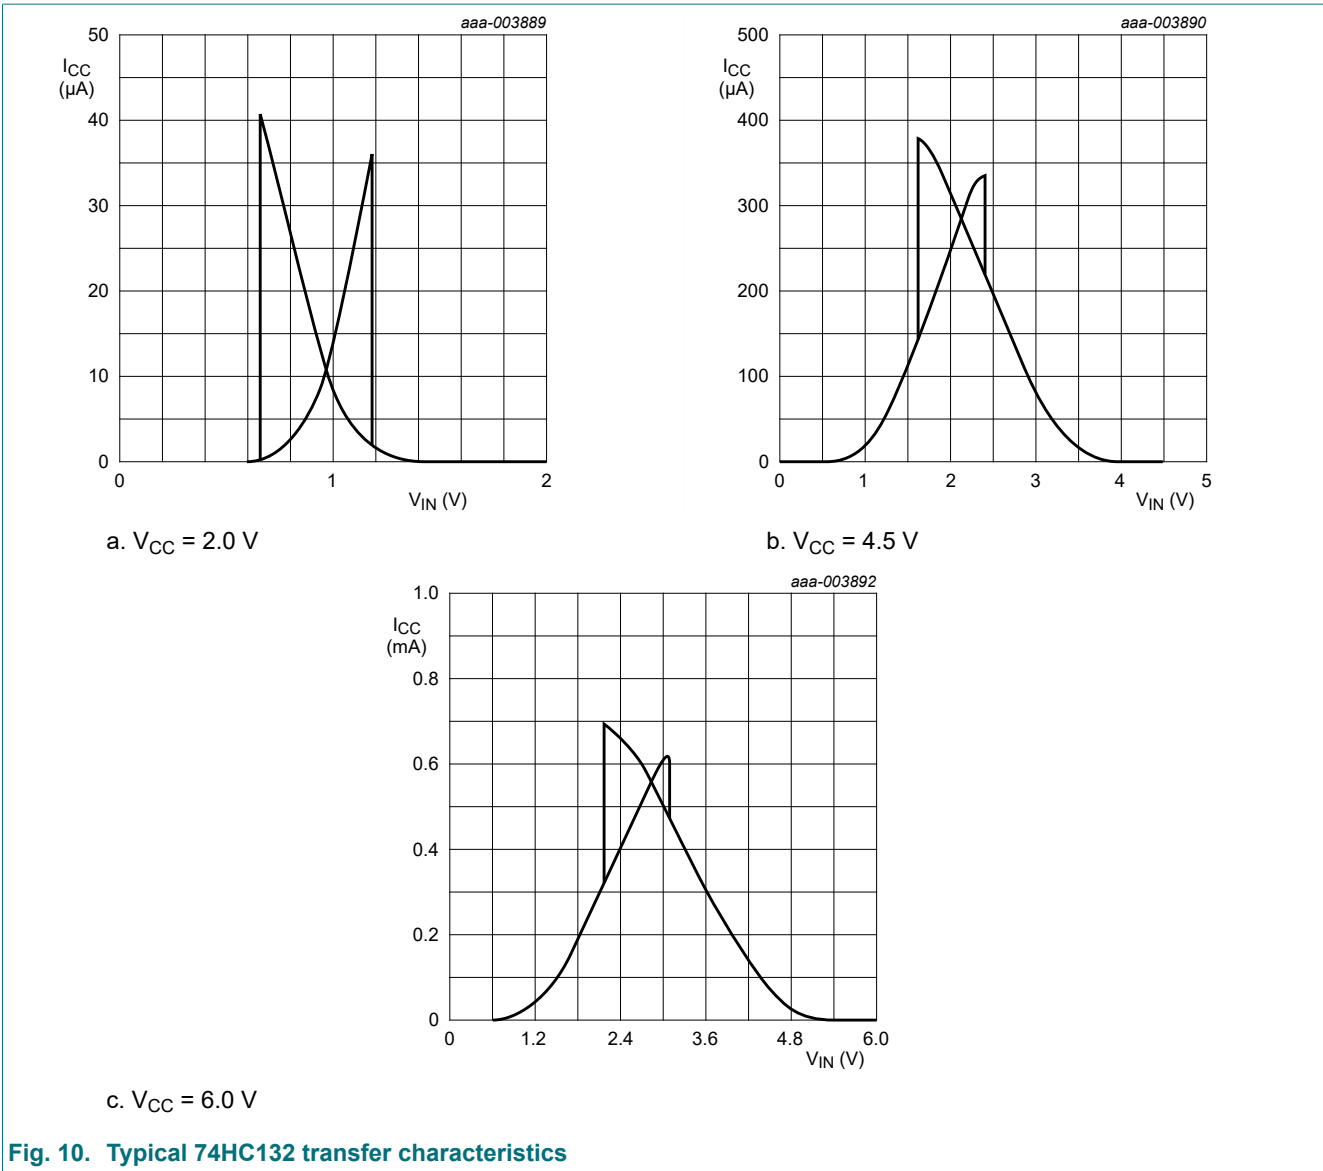 aaa-003889
50
40
30
20
10
0
ICC
(µA)
0 1 2
VIN (V)
a. VCC = 2.0 V
aaa-003890
500
400
300
200
100
0
ICC
(µA)
0 1 2 3 4 5
VIN (V)
b. VCC = 4.5 V
aaa-003892
1.0
0.8
0.6
0.4
0.2
0
ICC
(mA)
0 1.2 2.4 3.6 4.8 6.0
VIN (V)
c. VCC = 6.0 V
Fig. 10. Typical 74HC132 transfer characteristics